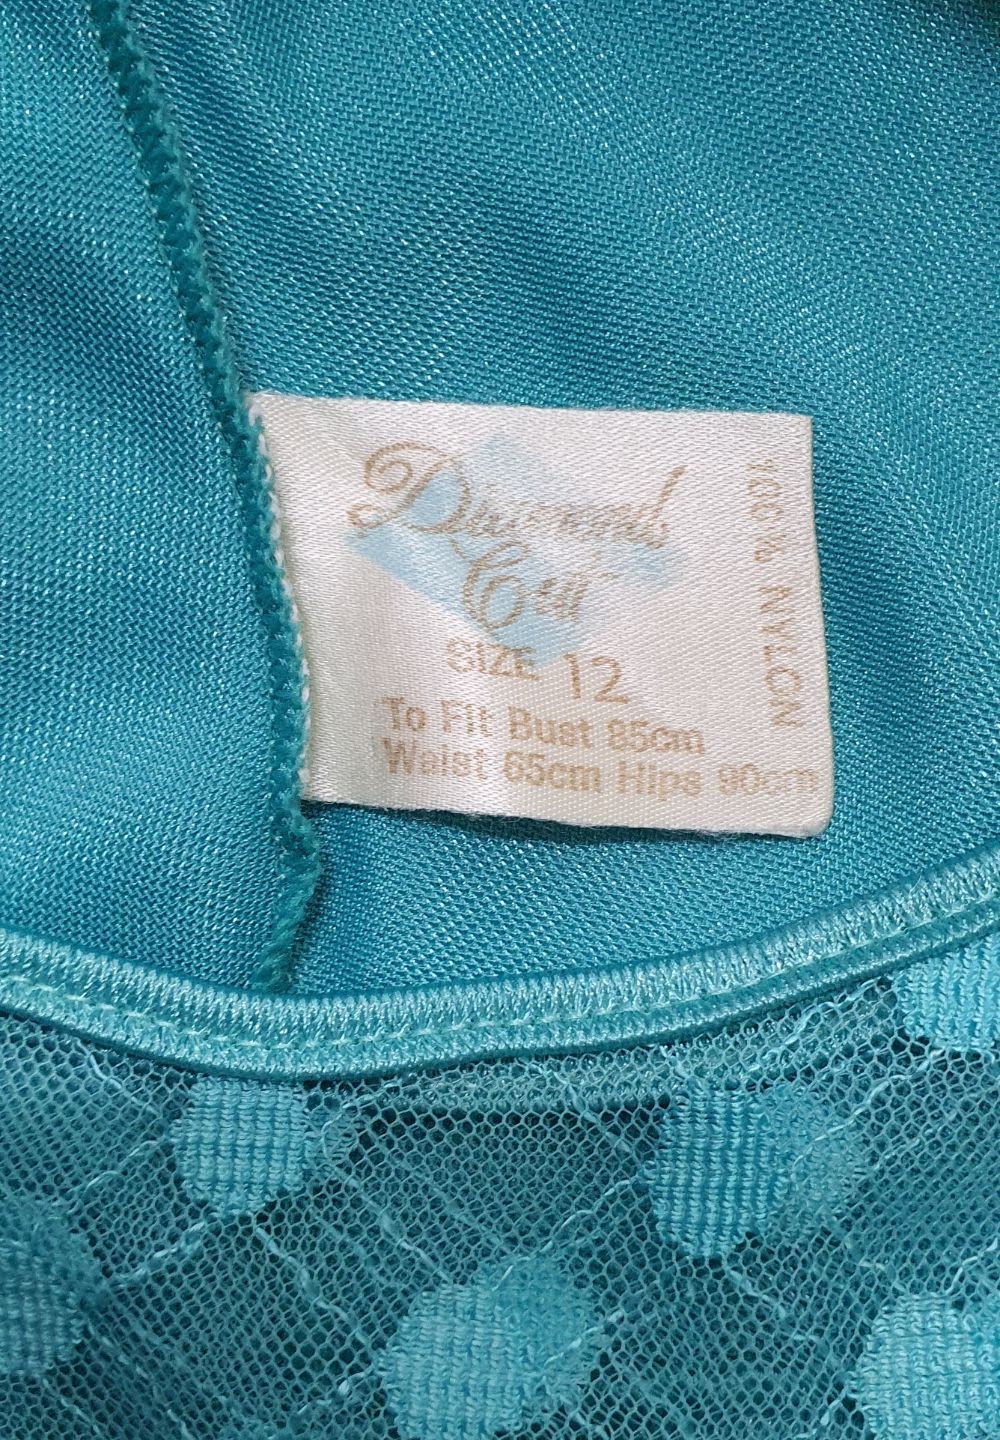 Diamond
Cut
SIZE 12
To Fit Bust 85cm
Waist 65cm Hips 90cm
100% NYLON